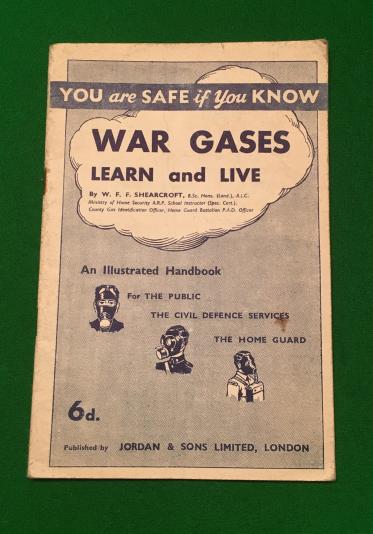 YOU are SAFE if YOU KNOW
WAR GASES
LEARN and LIVE
By W. F. F. SHEARCROFT, B.Sc. Hons. (Lond.), A.I.C.
Ministry of Home Security A.R.P. School Instructor (Spec. Cert.).
County Gas Identification Officer, Home Guard Battalion P.A.D. Officer
An Illustrated Handbook
For THE PUBLIC
THE CIVIL DEFENCE SERVICES
THE HOME GUARD
6d.
Published by JORDAN & SONS LIMITED, LONDON